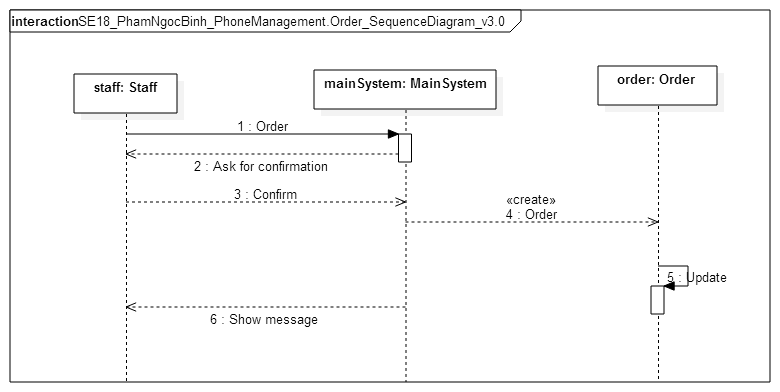 interactionSE18_PhamNgocBinh_PhoneManagement.Order_SequenceDiagram_v3.0
staff: Staff
mainSystem: MainSystem
order: Order
1 : Order
2 : Ask for confirmation
3 : Confirm
«create»
4 : Order
5 : Update
6 : Show message